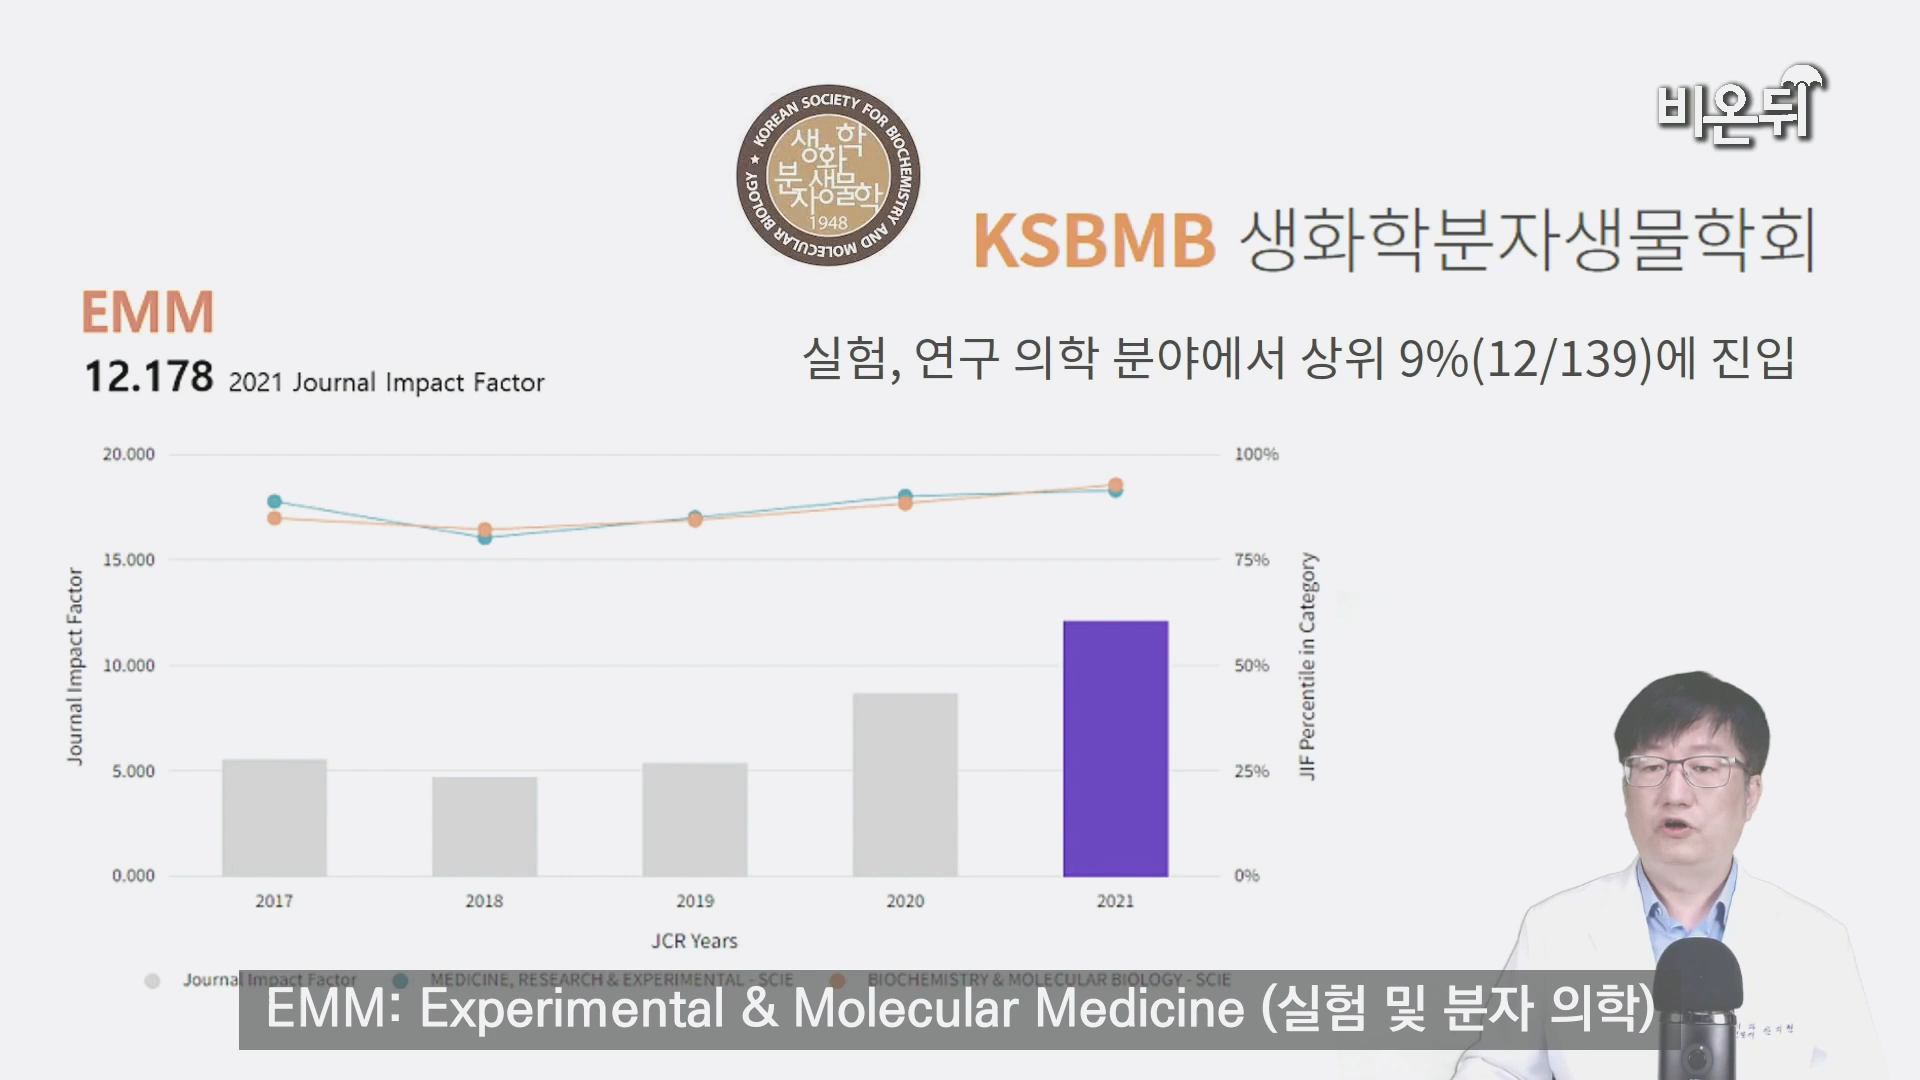 비온뒤
KOREAN SOCIETY FOR BIOCHEMISTRY AND MOLECULAR BIOLOGY ★
생화학
분자생물학
1948
KSBMB 생화학분자생물학회
EMM
12.178 2021 Journal Impact Factor
실험, 연구 의학 분야에서 상위 9%(12/139)에 진입
20.000
15.000
10.000
5.000
0.000
Journal Impact Factor
100%
75%
50%
25%
0%
JIF Percentile in Category
2017 2018 2019 2020 2021
JCR Years
Journal Impact Factor MEDICINE, RESEARCH & EXPERIMENTAL - SCIE BIOCHEMISTRY & MOLECULAR BIOLOGY - SCIE
EMM: Experimental & Molecular Medicine (실험 및 분자 의학)